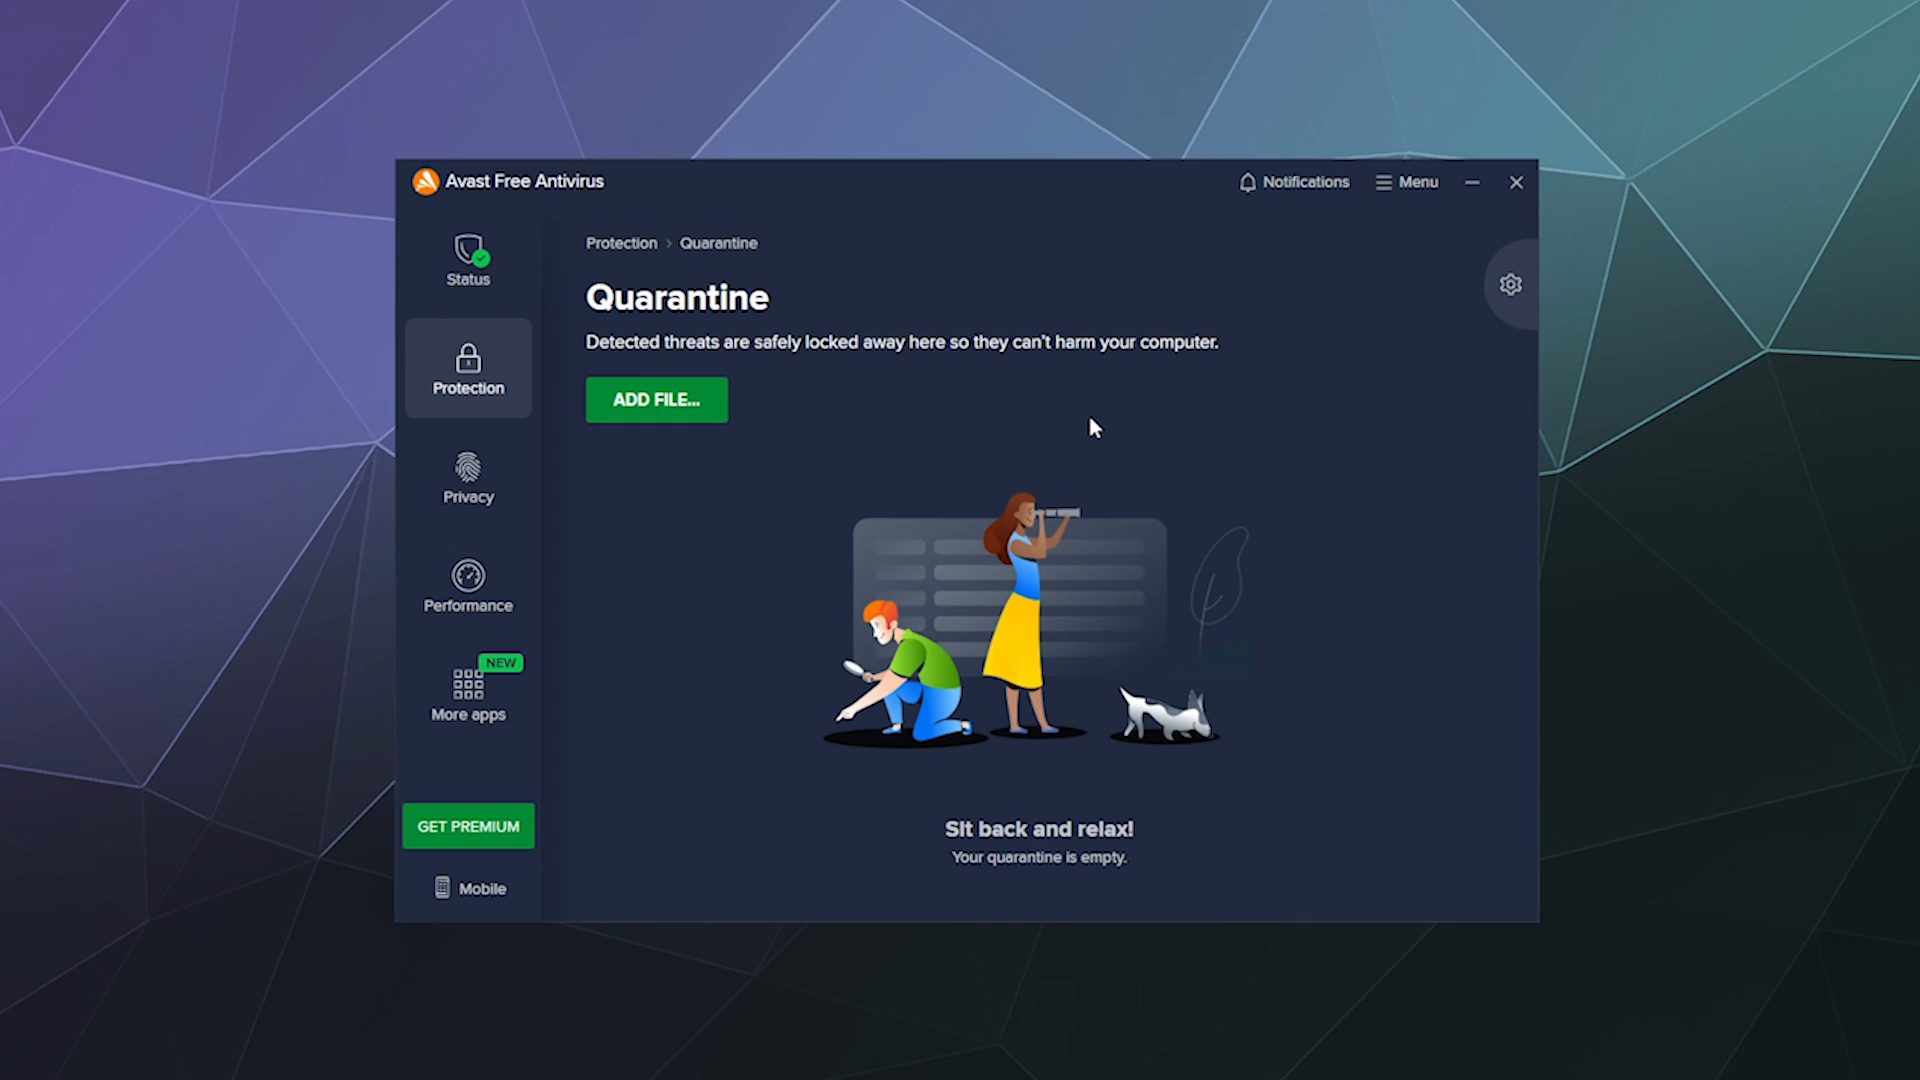 Avast Free Antivirus
Notifications
Menu
Status
Protection
Privacy
Performance
NEW
More apps
GET PREMIUM
Mobile
Protection > Quarantine
Quarantine
Detected threats are safely locked away here so they can't harm your computer.
ADD FILE...
Sit back and relax!
Your quarantine is empty.